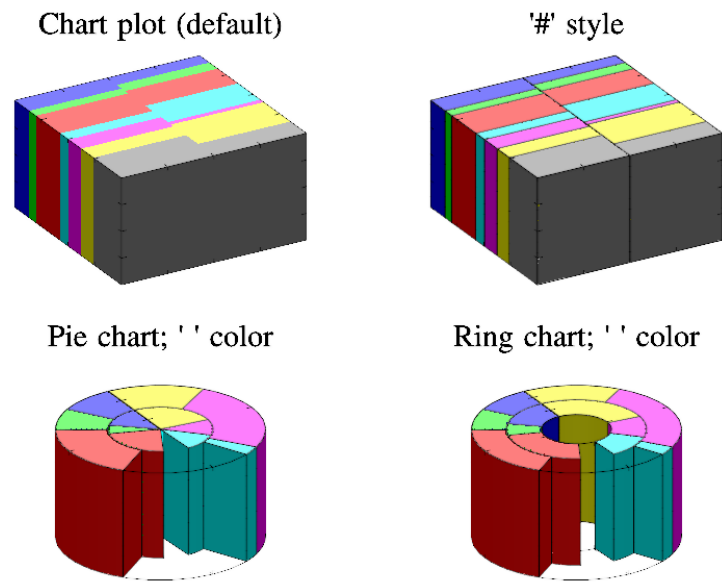 Chart plot (default)
'#' style
Pie chart; ' ' color
Ring chart; ' ' color